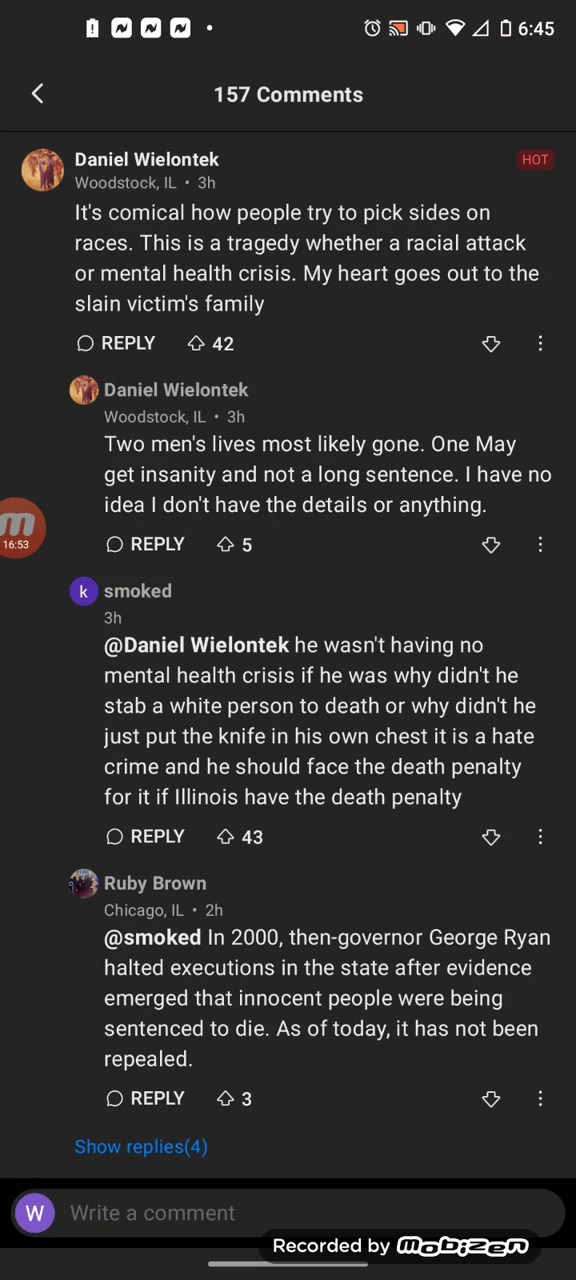 6:45
157 Comments
Daniel Wielontek
HOT
Woodstock, IL • 3h
It's comical how people try to pick sides on
races. This is a tragedy whether a racial attack
or mental health crisis. My heart goes out to the
slain victim's family
REPLY 42
Daniel Wielontek
Woodstock, IL • 3h
Two men's lives most likely gone. One May
get insanity and not a long sentence. I have no
idea I don't have the details or anything.
16:53
REPLY 5
k smoked
3h
@Daniel Wielontek he wasn't having no
mental health crisis if he was why didn't he
stab a white person to death or why didn't he
just put the knife in his own chest it is a hate
crime and he should face the death penalty
for it if Illinois have the death penalty
REPLY 43
Ruby Brown
Chicago, IL • 2h
@smoked In 2000, then-governor George Ryan
halted executions in the state after evidence
emerged that innocent people were being
sentenced to die. As of today, it has not been
repealed.
REPLY 3
Show replies(4)
W Write a comment
Recorded by mobizen